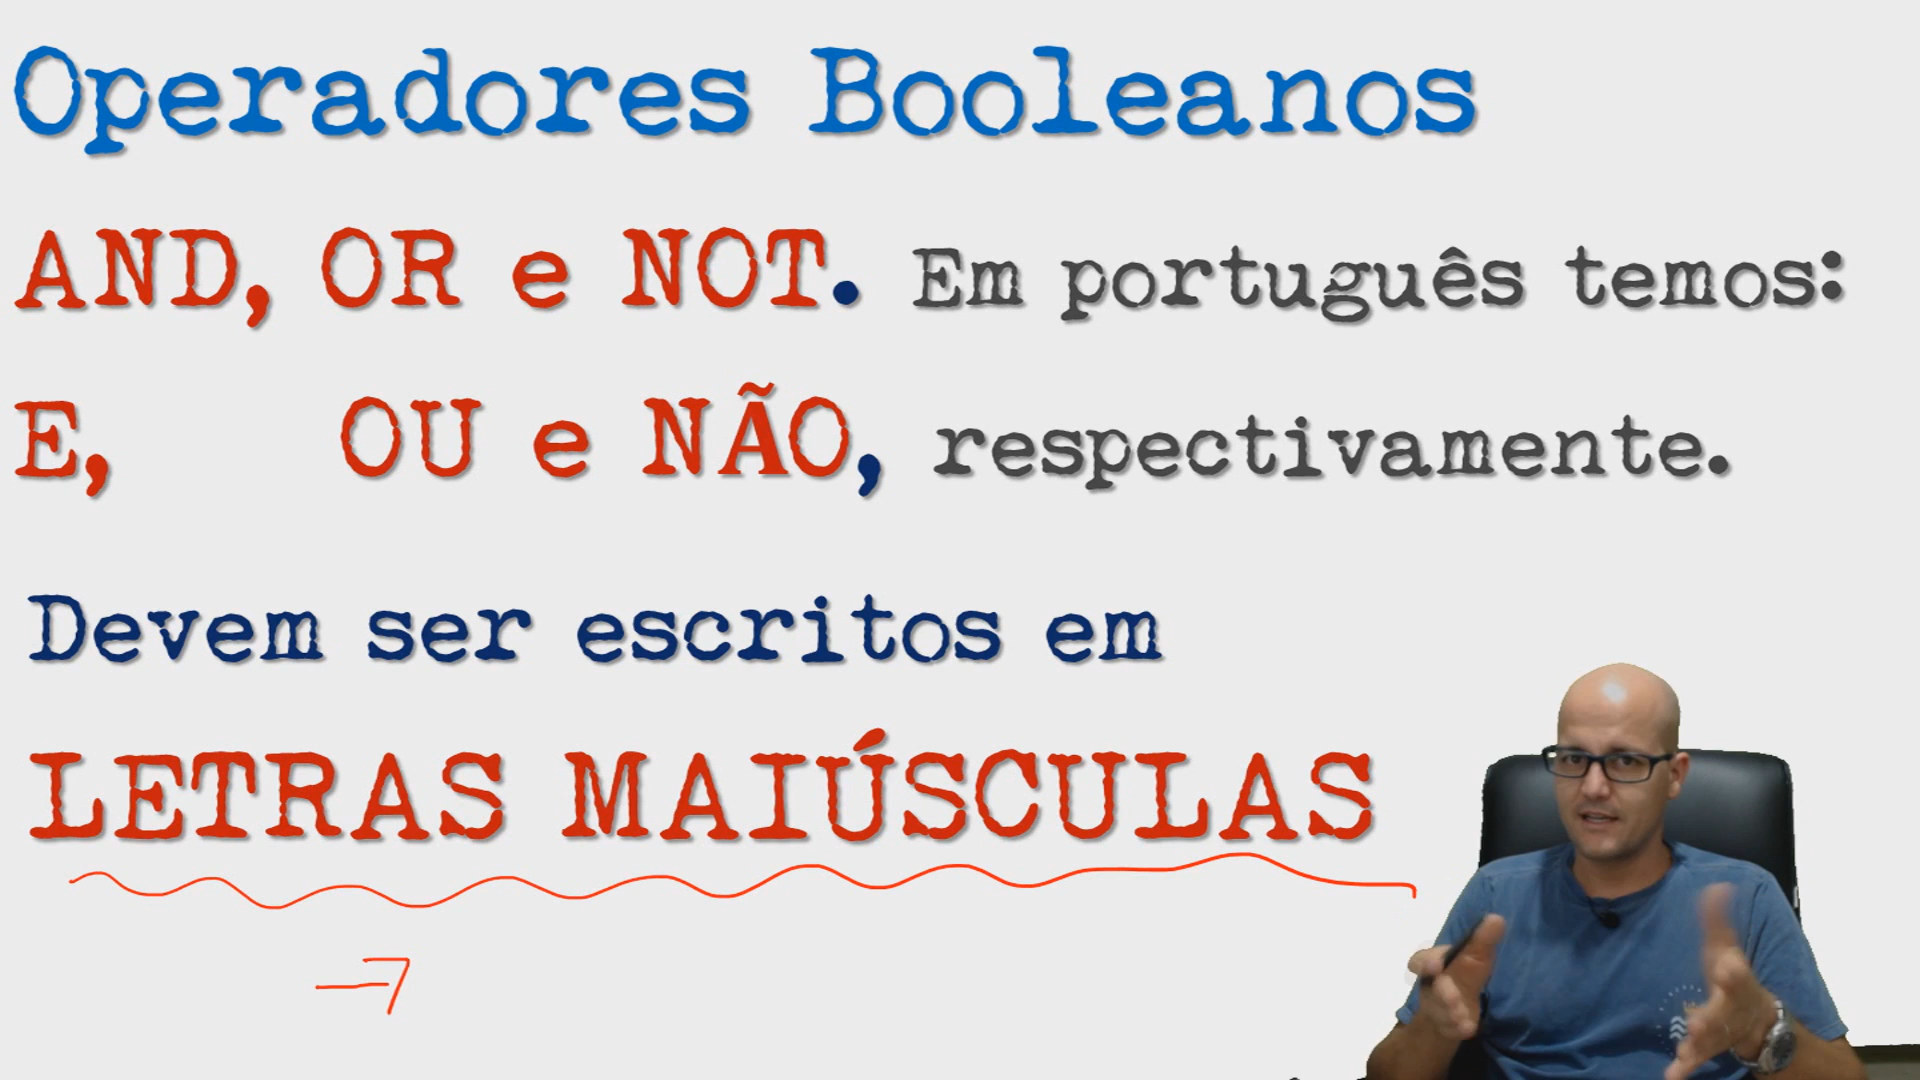 Operadores Booleanos
AND, OR e NOT. Em português temos:
E, OU e NÃO, respectivamente.
Devem ser escritos em
LETRAS MAIÚSCULAS